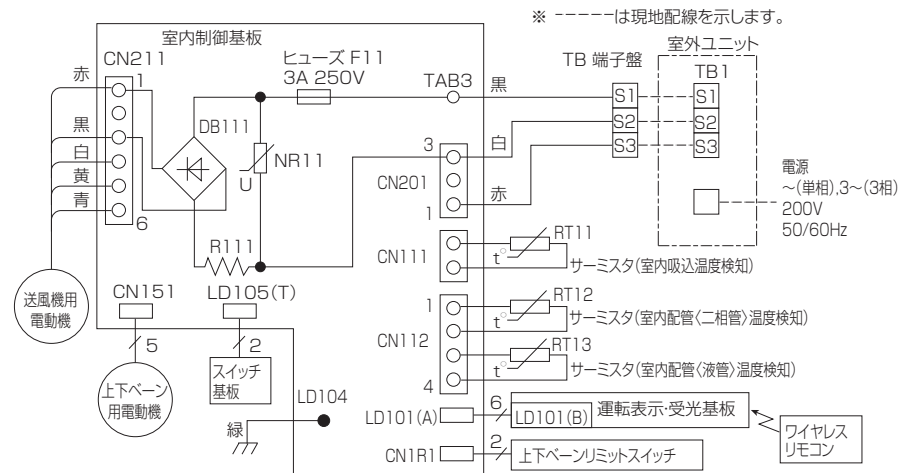 ※ -----は現地配線を示します。
室内制御基板
室外ユニット
CN211
ヒューズ F11
3A 250V
TAB3
TB 端子盤
TB1
赤
1
黒
S1
S1
黒
DB111
S2
S2
白
NR11
U
3
白
S3
S3
黄
CN201
電源
～(単相),3～(3相)
200V
50/60Hz
青
6
1
赤
R111
CN111
RT11
t°
サーミスタ(室内吸込温度検知)
送風機用
電動機
CN151
LD105(T)
1
RT12
t°
サーミスタ(室内配管〈二相管〉温度検知)
CN112
5
2
RT13
t°
サーミスタ(室内配管〈液管〉温度検知)
4
スイッチ
基板
上下ベーン
用電動機
LD104
緑
LD101(A)
6
LD101(B)
運転表示・受光基板
ワイヤレス
リモコン
CN1R1
2
上下ベーンリミットスイッチ